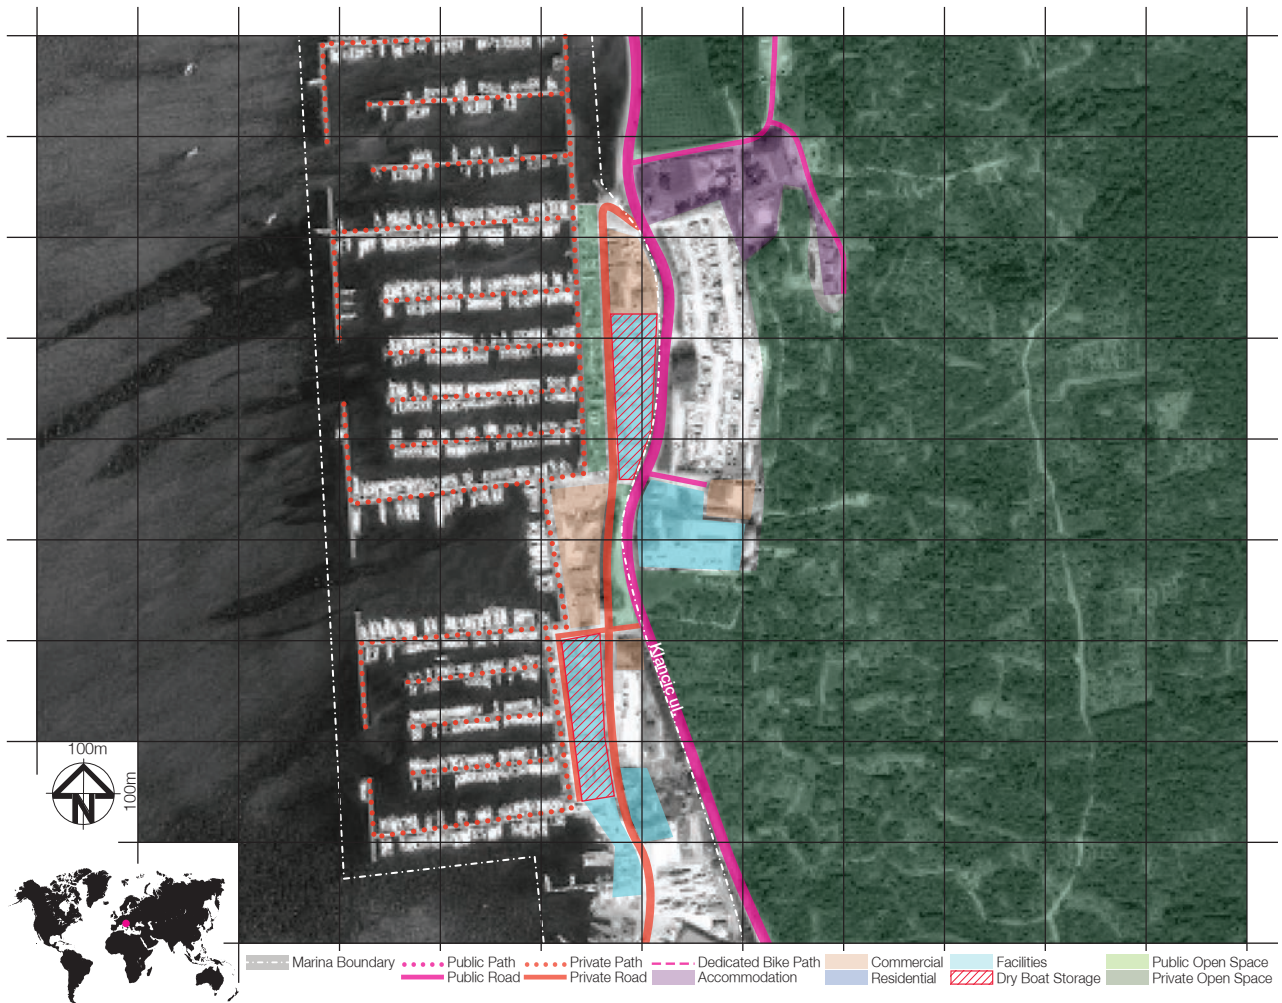 Klancic ul.
100m
100m
N
Marina Boundary
Public Path
Private Path
Dedicated Bike Path
Commercial
Facilities
Public Open Space
Public Road
Private Road
Accommodation
Residential
Dry Boat Storage
Private Open Space